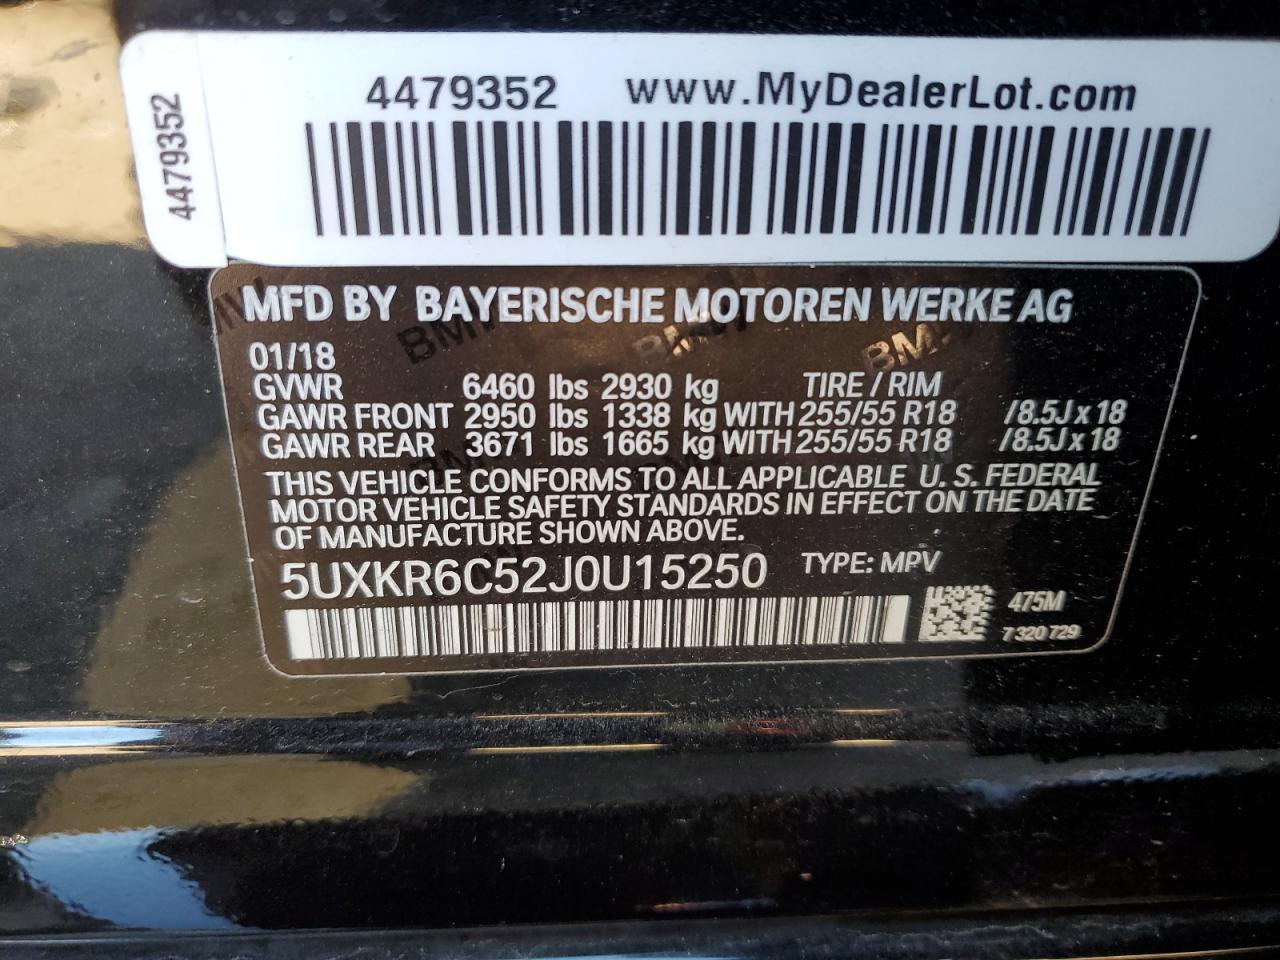 4479352 www.MyDealerLot.com
4479352
MFD BY BAYERISCHE MOTOREN WERKE AG
01/18
GVWR 6460 lbs 2930 kg TIRE / RIM
GAWR FRONT 2950 lbs 1338 kg WITH 255/55 R18 /8.5J x 18
GAWR REAR 3671 lbs 1665 kg WITH 255/55 R18 /8.5J x 18
THIS VEHICLE CONFORMS TO ALL APPLICABLE U. S. FEDERAL
MOTOR VEHICLE SAFETY STANDARDS IN EFFECT ON THE DATE
OF MANUFACTURE SHOWN ABOVE.
5UXKR6C52J0U15250 TYPE: MPV
475M
7 320 729